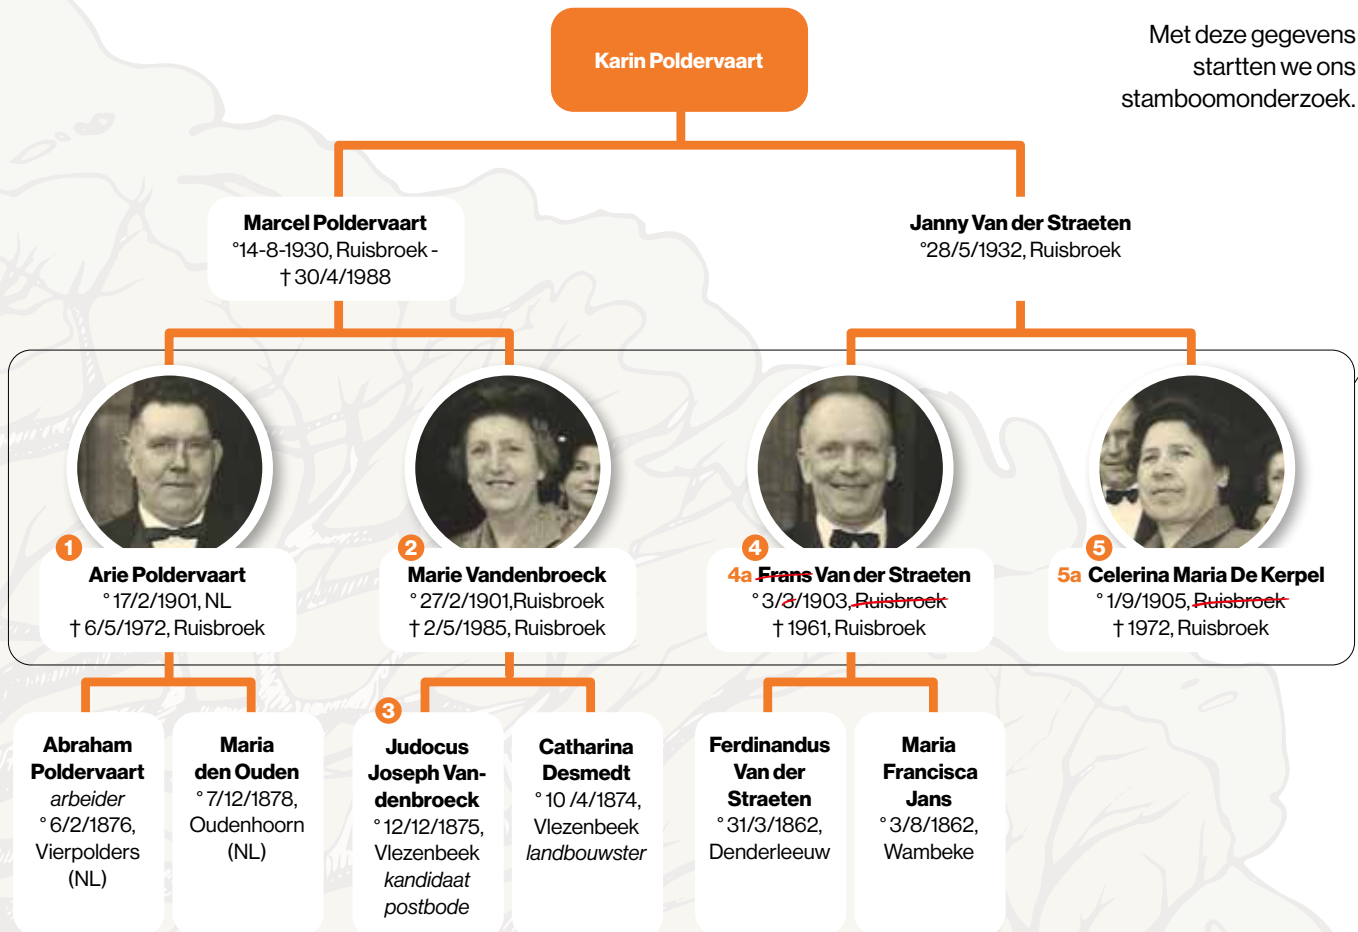 Karin Poldervaart
Met deze gegevens
startten we ons
stamboomonderzoek.
Marcel Poldervaart
°14-8-1930, Ruisbroek -
† 30/4/1988
Janny Van der Straeten
°28/5/1932, Ruisbroek
1
Arie Poldervaart
° 17/2/1901, NL
† 6/5/1972, Ruisbroek
2
Marie Vandenbroeck
° 27/2/1901,Ruisbroek
† 2/5/1985, Ruisbroek
4
4a Frans Van der Straeten
° 3/3/1903, Ruisbroek
† 1961, Ruisbroek
5
5a Celerina Maria De Kerpel
° 1/9/1905, Ruisbroek
† 1972, Ruisbroek
Abraham
Poldervaart
arbeider
° 6/2/1876,
Vierpolders
(NL)
Maria
den Ouden
° 7/12/1878,
Oudenhoorn
(NL)
3
Judocus
Joseph Van-
denbroeck
° 12/12/1875,
Vlezenbeek
kandidaat
postbode
Catharina
Desmedt
° 10 /4/1874,
Vlezenbeek
landbouwster
Ferdinandus
Van der
Straeten
° 31/3/1862,
Denderleeuw
Maria
Francisca
Jans
° 3/8/1862,
Wambeke